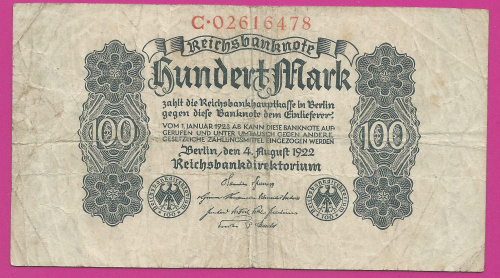 C·02616478
Reichsbanknote
Hundert Mark
zahlt die Reichsbankhauptkasse in Berlin
gegen diese Banknote dem Einlieferer.
VOM 1. JANUAR 1923 AB KANN DIESE BANKNOTE AUF-
GERUFEN UND UNTER UMTAUSCH GEGEN ANDERE
GESETZLICHE ZAHLUNGSMITTEL EINGEZOGEN WERDEN
100
100
Berlin, den 4. August 1922
Reichsbankdirektorium
100
100